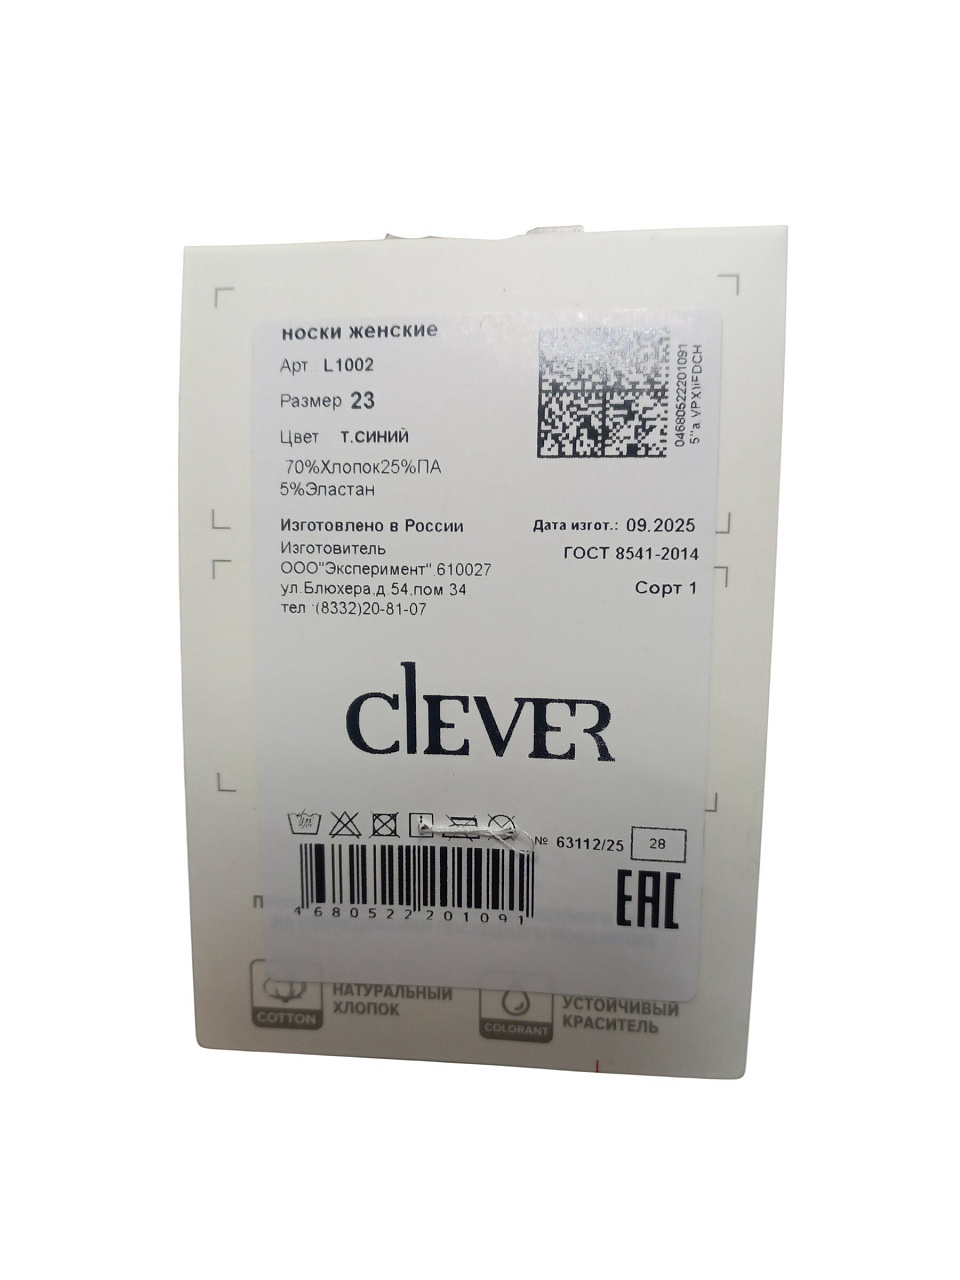 носки женские
Арт L1002
Размер 23
Цвет т.синий
70%Хлопок25%ПА
5%Эластан
04680522201091
Изготовлено в России
Изготовитель
ООО"Эксперимент".610027
ул.Блюхера,д.54,пом 34
тел :(8332)20-81-07
Дата изгот.: 09.2025
ГОСТ 8541-2014
Сорт 1
clEVER
№ 63112/25 28
4680522201091
EAC
COTTON
НАТУРАЛЬНЫЙ
ХЛОПОК
COLORANT
УСТОЙЧИВЫЙ
КРАСИТЕЛЬ